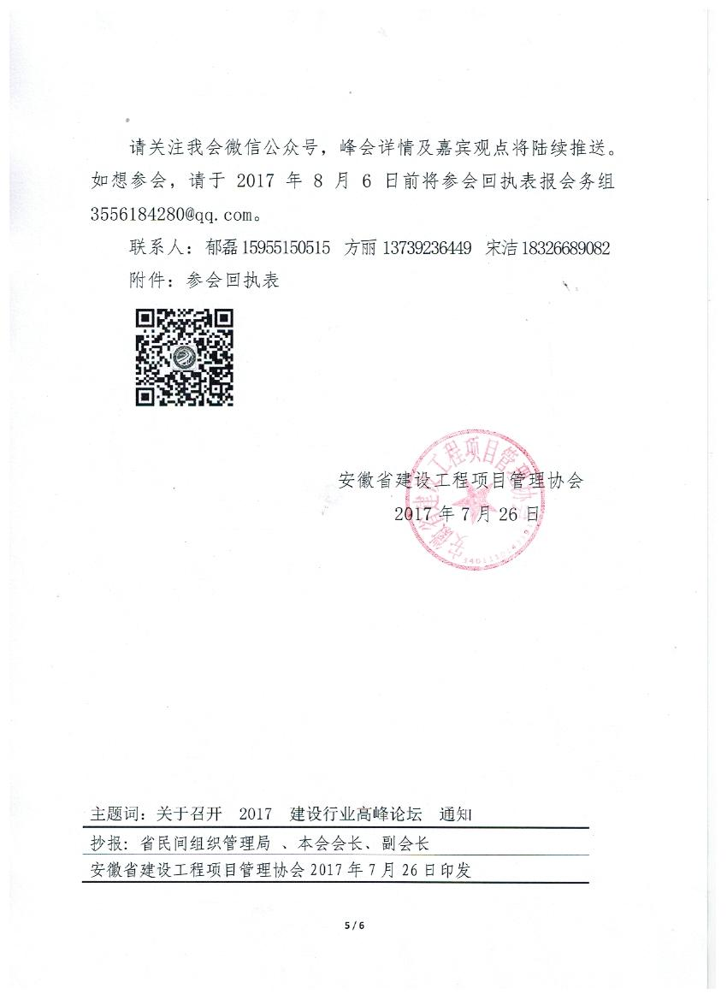 请关注我会微信公众号，峰会详情及嘉宾观点将陆续推送。
如想参会，请于 2017 年 8 月 6 日前将参会回执表报会务组
3556184280@qq.com。
联系人：郁磊 15955150515 方丽 13739236449 宋洁 18326689082
附件：参会回执表
安徽省建设工程项目管理协会
安徽省建设工程项目管理协会
2017 年 7 月 26 日
主题词：关于召开 2017 建设行业高峰论坛 通知
抄报: 省民间组织管理局 、本会会长、副会长
安徽省建设工程项目管理协会 2017 年 7 月 26 日印发
5 / 6